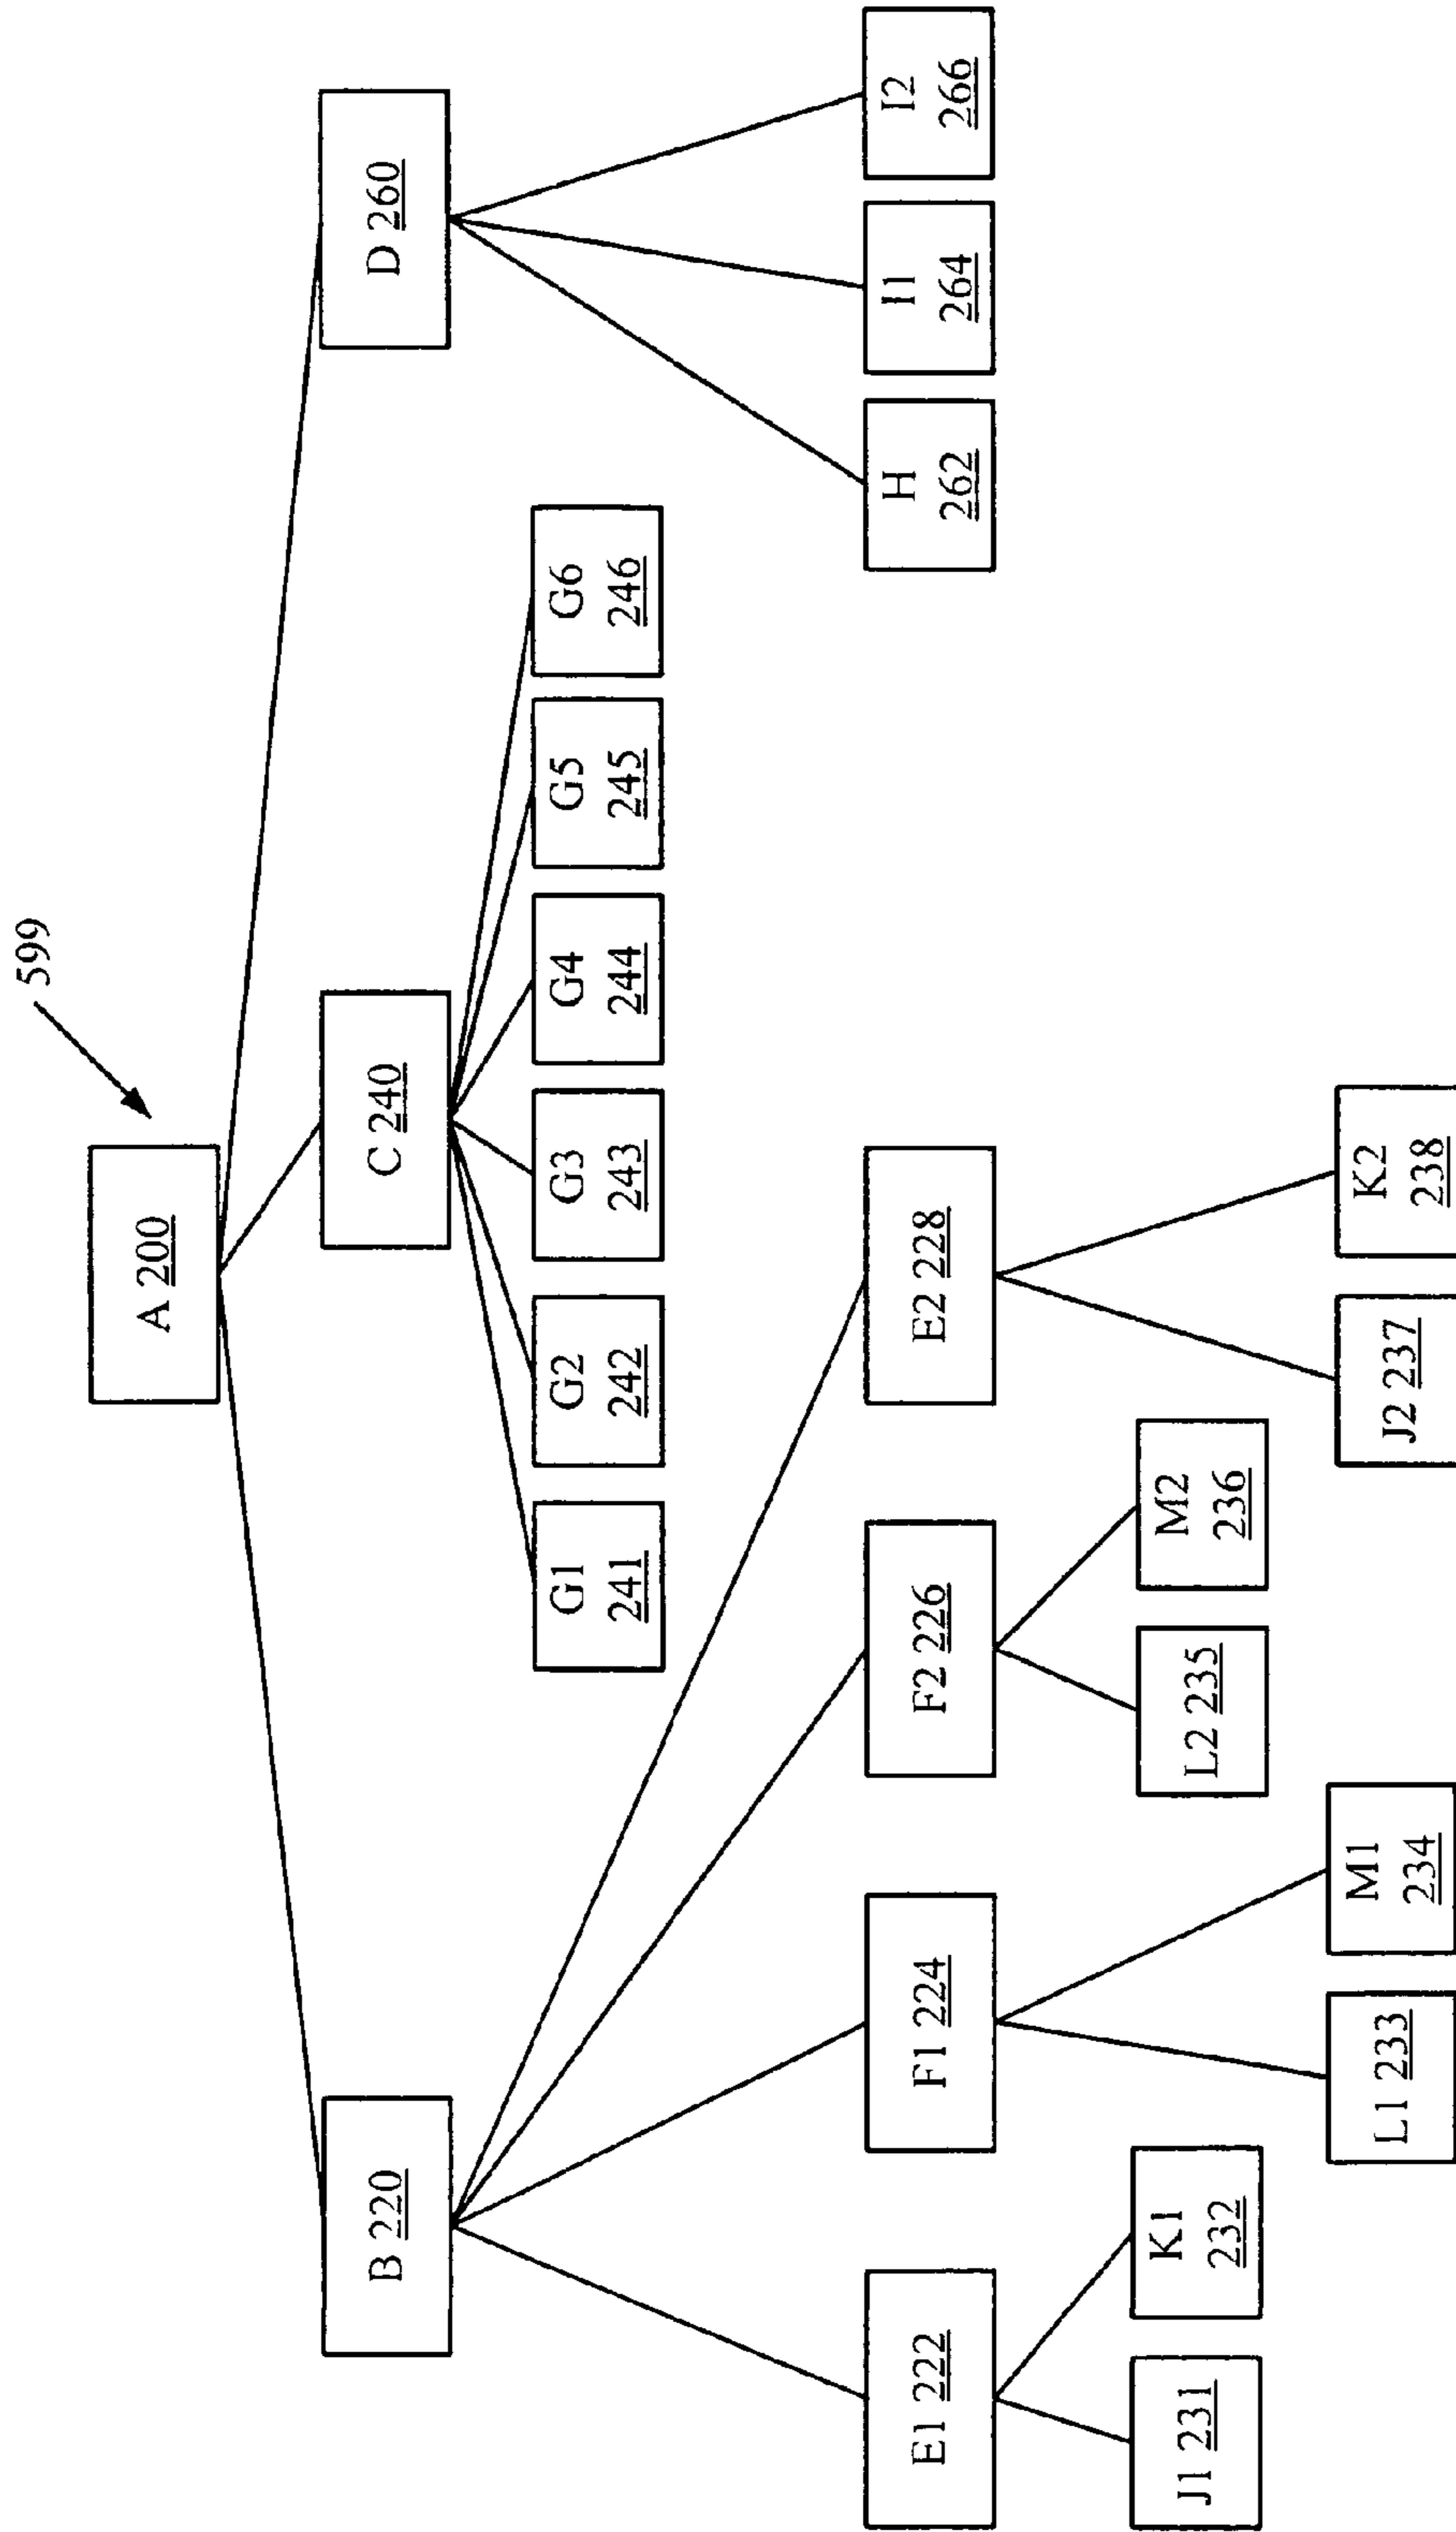 599
A 200
B 220
C 240
D 260
G1
241
G2
242
G3
243
G4
244
G5
245
G6
246
E1 222
F1 224
F2 226
E2 228
H
262
I1
264
I2
266
J1 231
K1
232
L2 235
M2
236
L1 233
M1
234
J2 237
K2
238